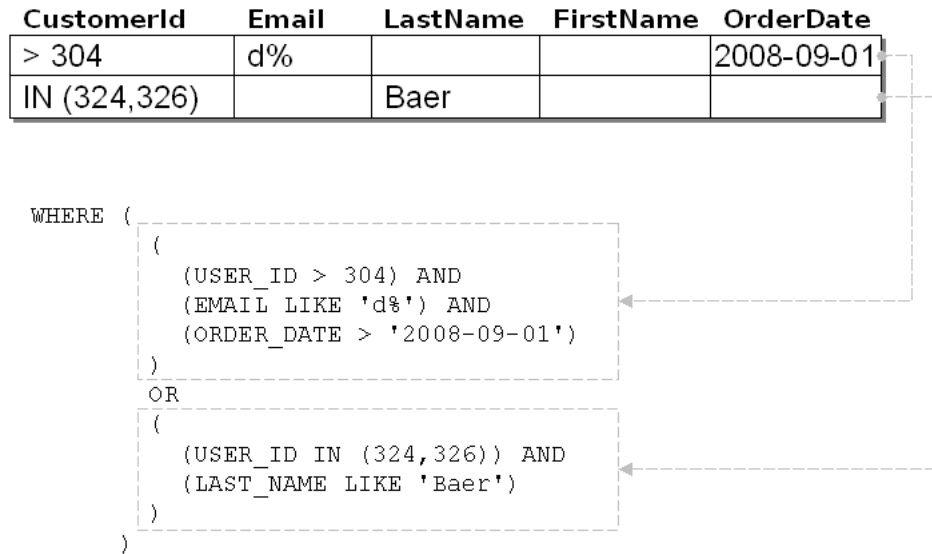 CustomerId Email LastName FirstName OrderDate
> 304 d% 2008-09-01
IN (324,326) Baer
WHERE (
(
(USER_ID > 304) AND
(EMAIL LIKE 'd%') AND
(ORDER_DATE > '2008-09-01')
)
OR
(
(USER_ID IN (324,326)) AND
(LAST_NAME LIKE 'Baer')
)
)